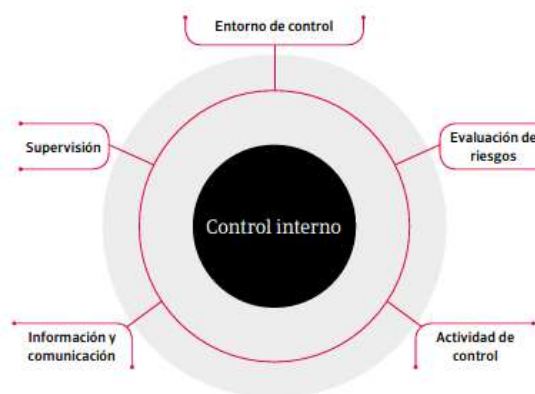 Entorno de control
Supervisión
Evaluación de
riesgos
Control interno
Información y
comunicación
Actividad de
control